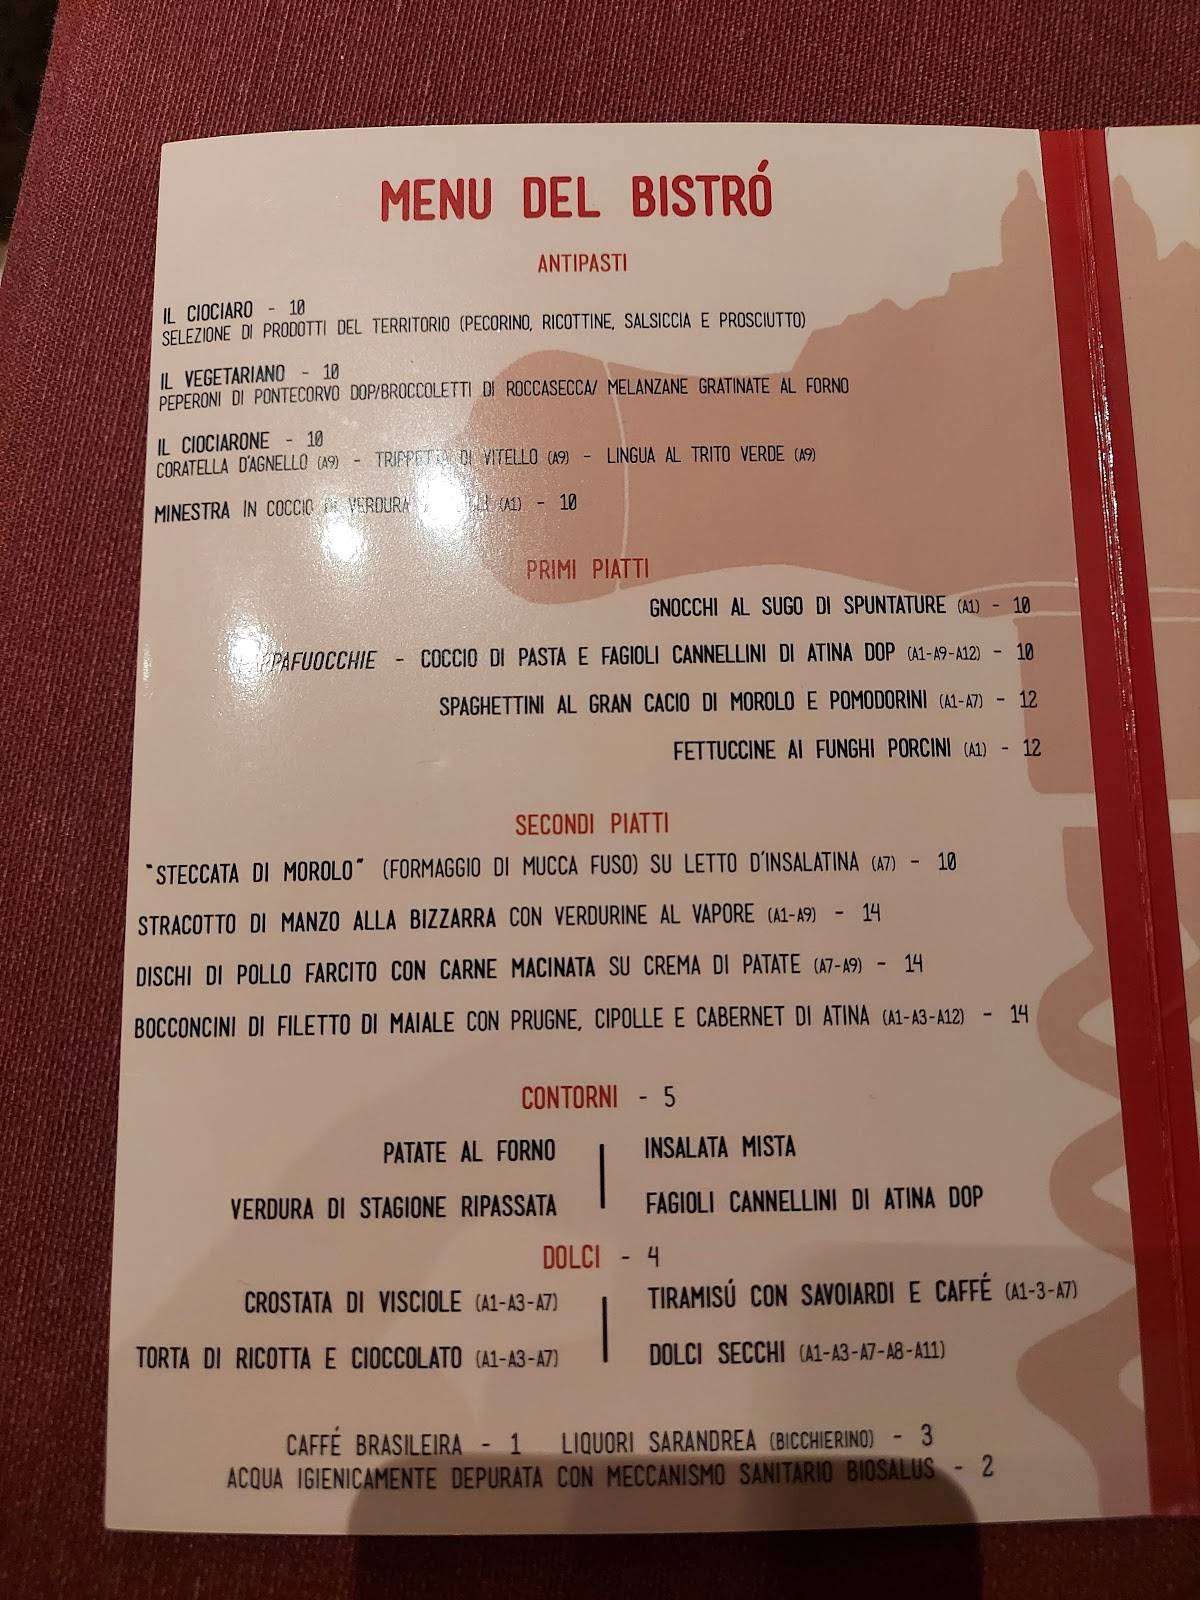 MENU DEL BISTRÓ
ANTIPASTI
IL CIOCIARO - 10
SELEZIONE DI PRODOTTI DEL TERRITORIO (PECORINO, RICOTTINE, SALSICCIA E PROSCIUTTO)
IL VEGETARIANO - 10
PEPERONI DI PONTECORVO DOP/BROCCOLETTI DI ROCCASECCA/ MELANZANE GRATINATE AL FORNO
IL CIOCIARONE - 10
CORATELLA D'AGNELLO (A9) - TRIPPETTA DI VITELLO (A9) - LINGUA AL TRITO VERDE (A9)
MINESTRA IN COCCIO DI VERDURA (A1) - 10
PRIMI PIATTI
GNOCCHI AL SUGO DI SPUNTATURE (A1) - 10
- COCCIO DI PASTA E FAGIOLI CANNELLINI DI ATINA DOP (A1-A9-A12) - 10
SPAGHETTINI AL GRAN CACIO DI MOROLO E POMODORINI (A1-A7) - 12
FETTUCCINE AI FUNGHI PORCINI (A1) - 12
SECONDI PIATTI
"STECCATA DI MOROLO" (FORMAGGIO DI MUCCA FUSO) SU LETTO D'INSALATINA (A7) - 10
STRACOTTO DI MANZO ALLA BIZZARRA CON VERDURINE AL VAPORE (A1-A9) - 14
DISCHI DI POLLO FARCITO CON CARNE MACINATA SU CREMA DI PATATE (A7-A9) - 14
BOCCONCINI DI FILETTO DI MAIALE CON PRUGNE, CIPOLLE E CABERNET DI ATINA (A1-A3-A12) - 14
CONTORNI - 5
PATATE AL FORNO
INSALATA MISTA
VERDURA DI STAGIONE RIPASSATA
FAGIOLI CANNELLINI DI ATINA DOP
DOLCI - 4
CROSTATA DI VISCIOLE (A1-A3-A7)
TIRAMISÚ CON SAVOIARDI E CAFFÉ (A1-3-A7)
TORTA DI RICOTTA E CIOCCOLATO (A1-A3-A7)
DOLCI SECCHI (A1-A3-A7-A8-A11)
CAFFÉ BRASILEIRA - 1 LIQUORI SARANDREA (BICCHIERINO) - 3
ACQUA IGIENICAMENTE DEPURATA CON MECCANISMO SANITARIO BIOSALUS - 2